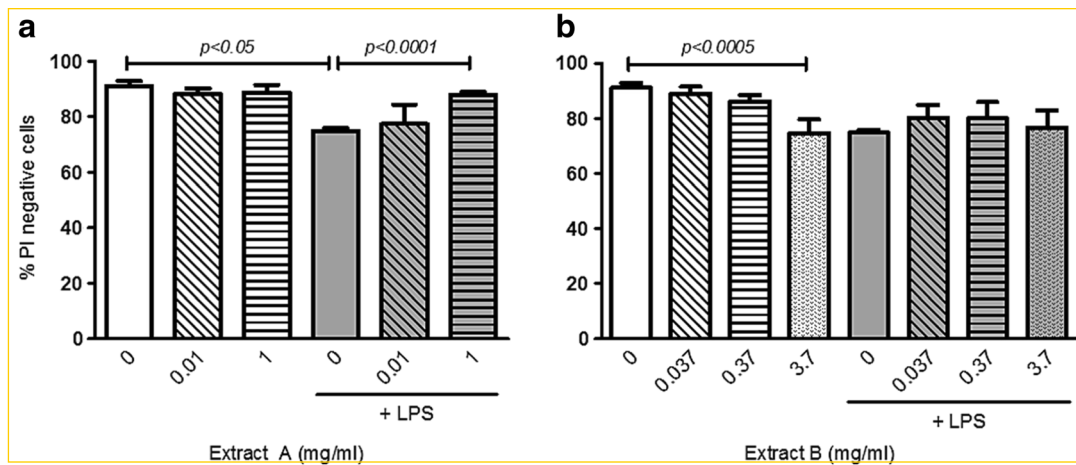 a
p<0.05
p<0.0001
100
80
60
40
20
0
% PI negative cells
0
0.01
1
0
0.01
1
+ LPS
Extract A (mg/ml)
b
p<0.0005
100
80
60
40
20
0
0
0.037
0.37
3.7
0
0.037
0.37
3.7
+ LPS
Extract B (mg/ml)